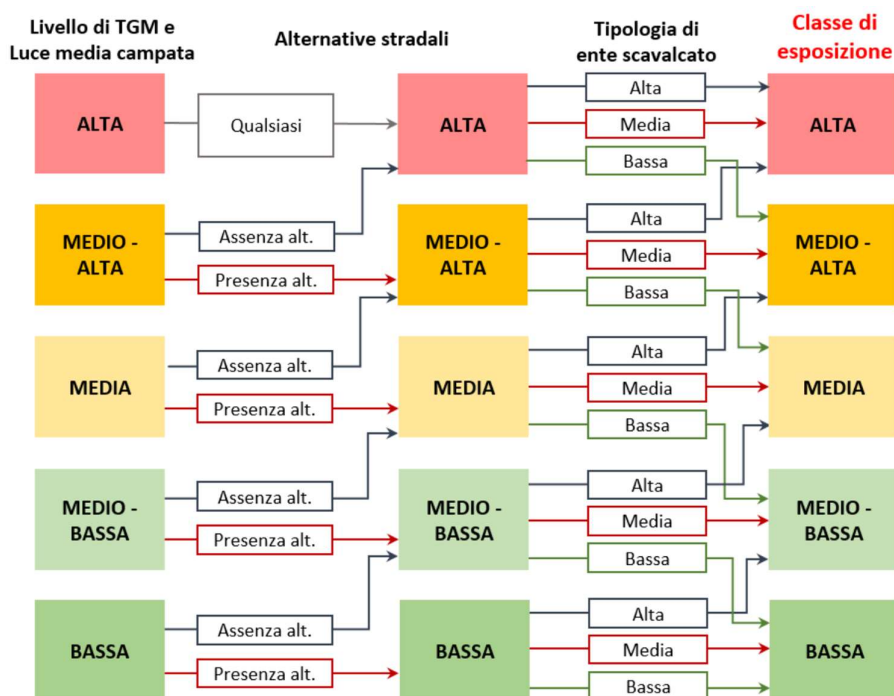 Livello di TGM e
Luce media campata
Alternative stradali
Tipologia di
ente scavalcato
Classe di
esposizione
ALTA
Qualsiasi
ALTA
Alta
Media
Bassa
ALTA
MEDIO -
ALTA
Assenza alt.
Presenza alt.
MEDIO -
ALTA
Alta
Media
Bassa
MEDIO -
ALTA
MEDIA
Assenza alt.
Presenza alt.
MEDIA
Alta
Media
Bassa
MEDIA
MEDIO -
BASSA
Assenza alt.
Presenza alt.
MEDIO -
BASSA
Alta
Media
Bassa
MEDIO -
BASSA
BASSA
Assenza alt.
Presenza alt.
BASSA
Alta
Media
Bassa
BASSA